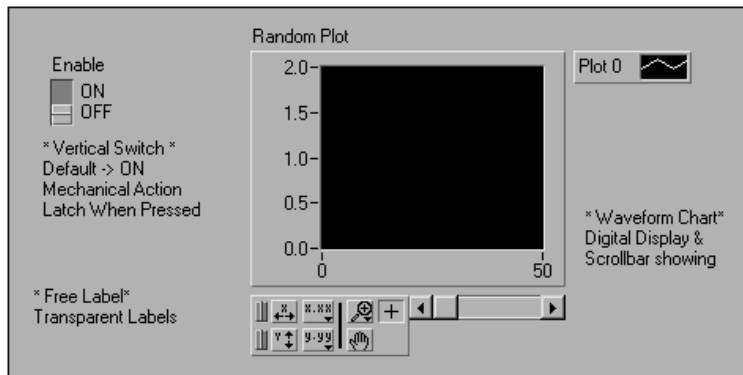 Random Plot
Enable
ON
OFF
* Vertical Switch *
Default -> ON
Mechanical Action
Latch When Pressed
* Free Label*
Transparent Labels
2.0
1.5
1.0
0.5
0.0
0
50
Plot 0
* Waveform Chart*
Digital Display &
Scrollbar showing
X
x.xx
Y
y.yy